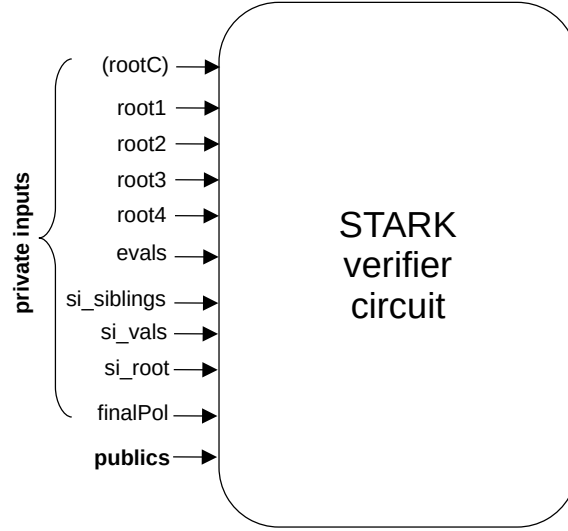 private inputs
(rootC)
root1
root2
root3
root4
evals
si_siblings
si_vals
si_root
finalPol
publics
STARK
verifier
circuit